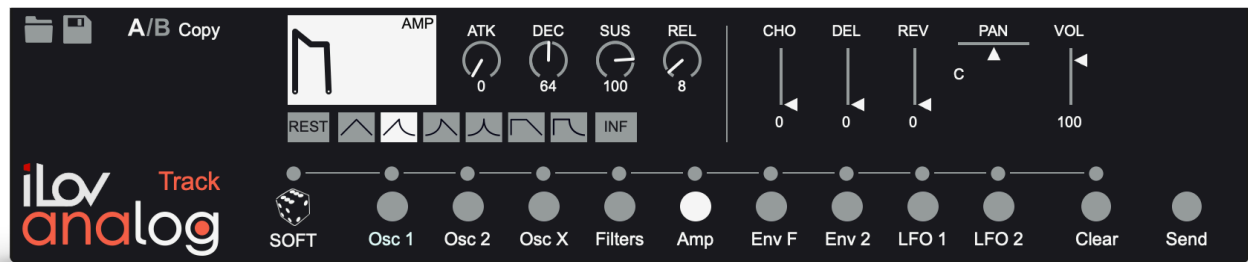 A/B Copy
AMP
ATK DEC SUS REL CHO DEL REV PAN VOL
C
0 64 100 8 0 0 0 100
REST INF
iLov Track
analog
SOFT Osc 1 Osc 2 Osc X Filters Amp Env F Env 2 LFO 1 LFO 2 Clear Send